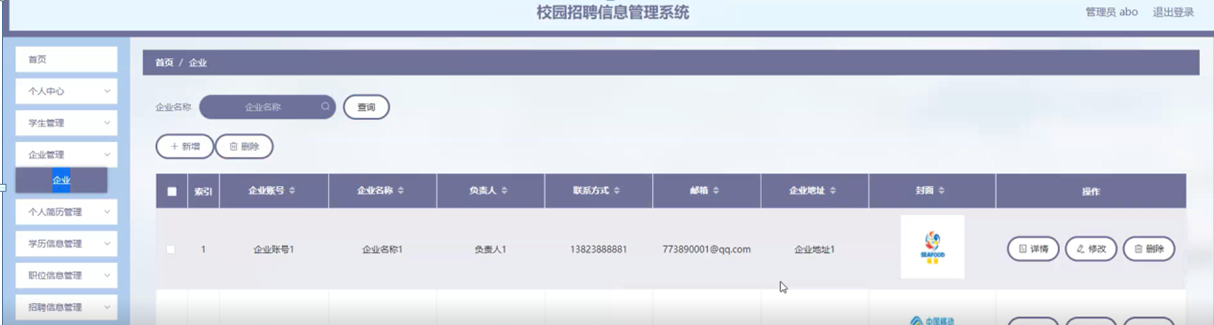 校园招聘信息管理系统
管理员 abo 退出登录
首页
个人中心
学生管理
企业管理
企业
个人简历管理
学历信息管理
职位信息管理
招聘信息管理
首页 / 企业
企业名称 企业名称 查询
+ 新增 删除
索引 企业账号 企业名称 负责人 联系方式 邮箱 企业地址 封面 操作
1 企业账号1 企业名称1 负责人1 13823888881 773890001@qq.com 企业地址1 详情 修改 删除
SEAFOOD
中国移动